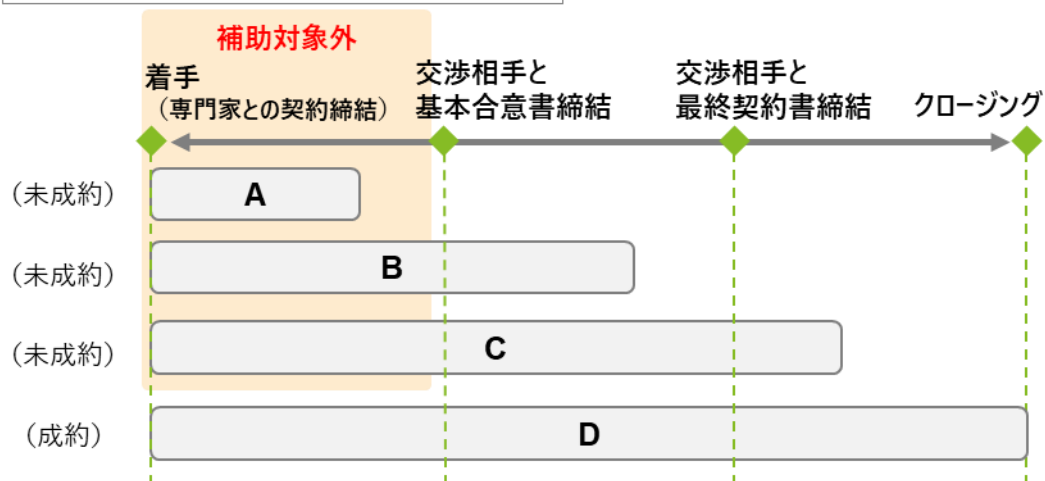 補助対象外
着手
（専門家との契約締結）
交渉相手と
基本合意書締結
交渉相手と
最終契約書締結
クロージング
（未成約）
A
（未成約）
B
（未成約）
C
（成約）
D